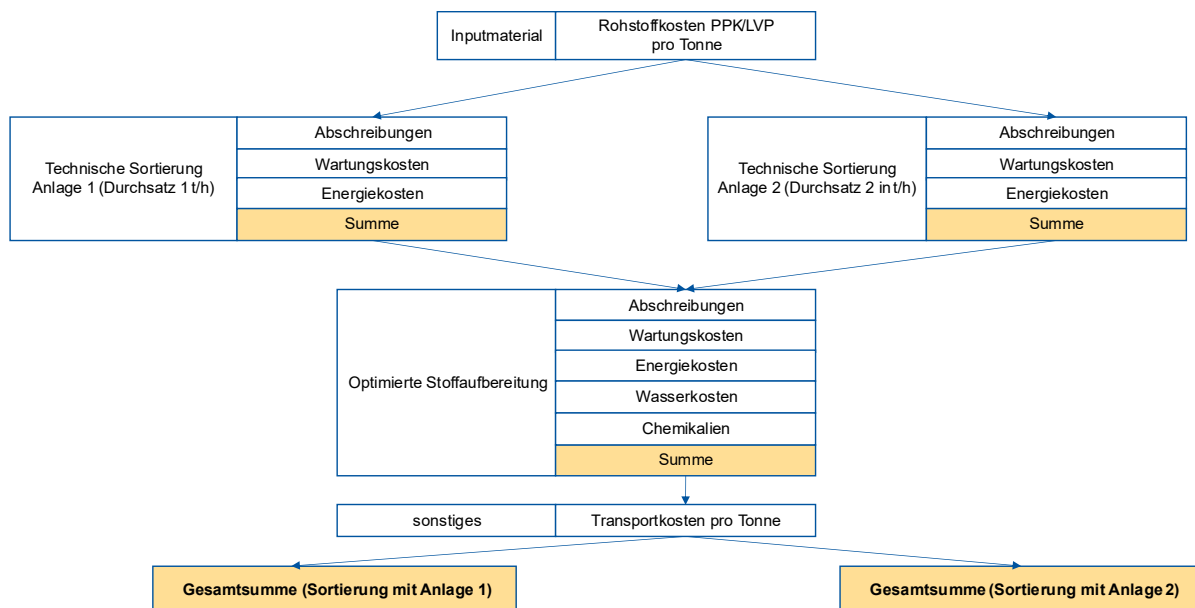 Inputmaterial
Rohstoffkosten PPK/LVP
pro Tonne
Technische Sortierung
Anlage 1 (Durchsatz 1 t/h)
Abschreibungen
Wartungskosten
Energiekosten
Summe
Technische Sortierung
Anlage 2 (Durchsatz 2 in t/h)
Abschreibungen
Wartungskosten
Energiekosten
Summe
Optimierte Stoffaufbereitung
Abschreibungen
Wartungskosten
Energiekosten
Wasserkosten
Chemikalien
Summe
sonstiges
Transportkosten pro Tonne
Gesamtsumme (Sortierung mit Anlage 1)
Gesamtsumme (Sortierung mit Anlage 2)